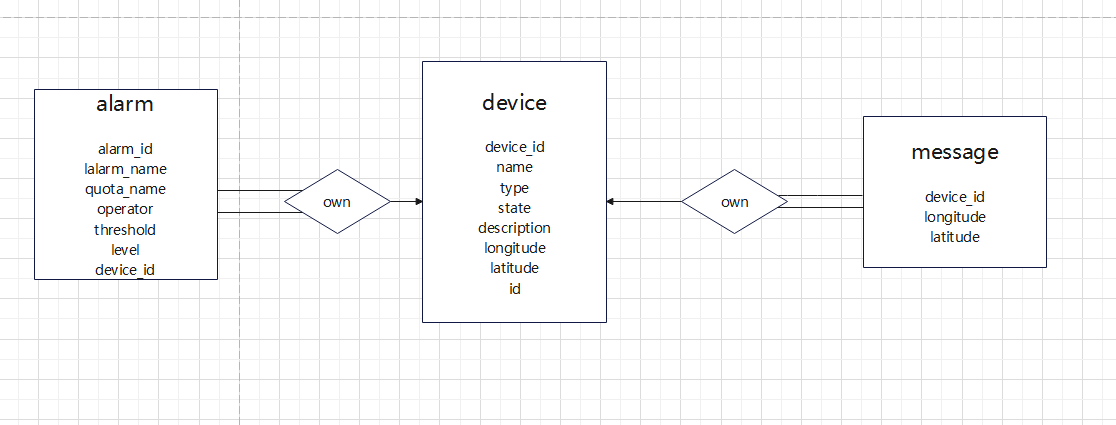 alarm
alarm_id
lalarm_name
quota_name
operator
threshold
level
device_id
own
device
device_id
name
type
state
description
longitude
latitude
id
own
message
device_id
longitude
latitude